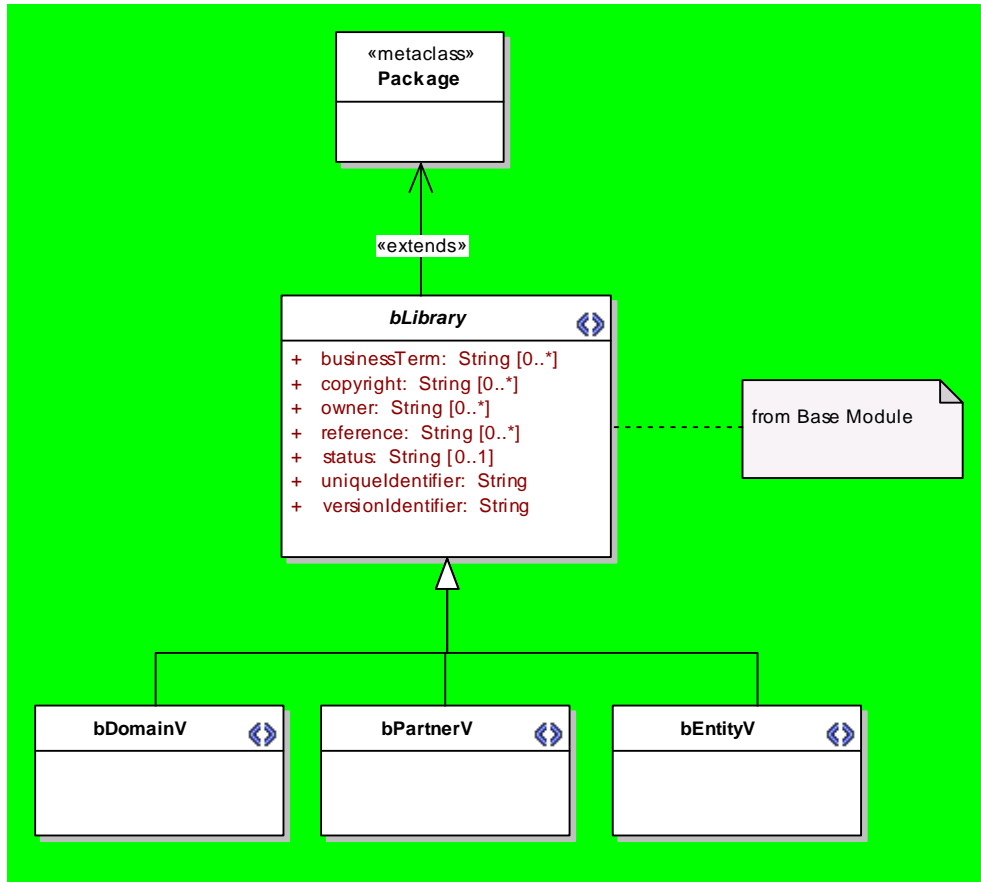 «metaclass»
Package
«extends»
bLibrary
+ businessTerm: String [0..*]
+ copyright: String [0..*]
+ owner: String [0..*]
+ reference: String [0..*]
+ status: String [0..1]
+ uniqueIdentifier: String
+ versionIdentifier: String
from Base Module
bDomainV
bPartnerV
bEntityV